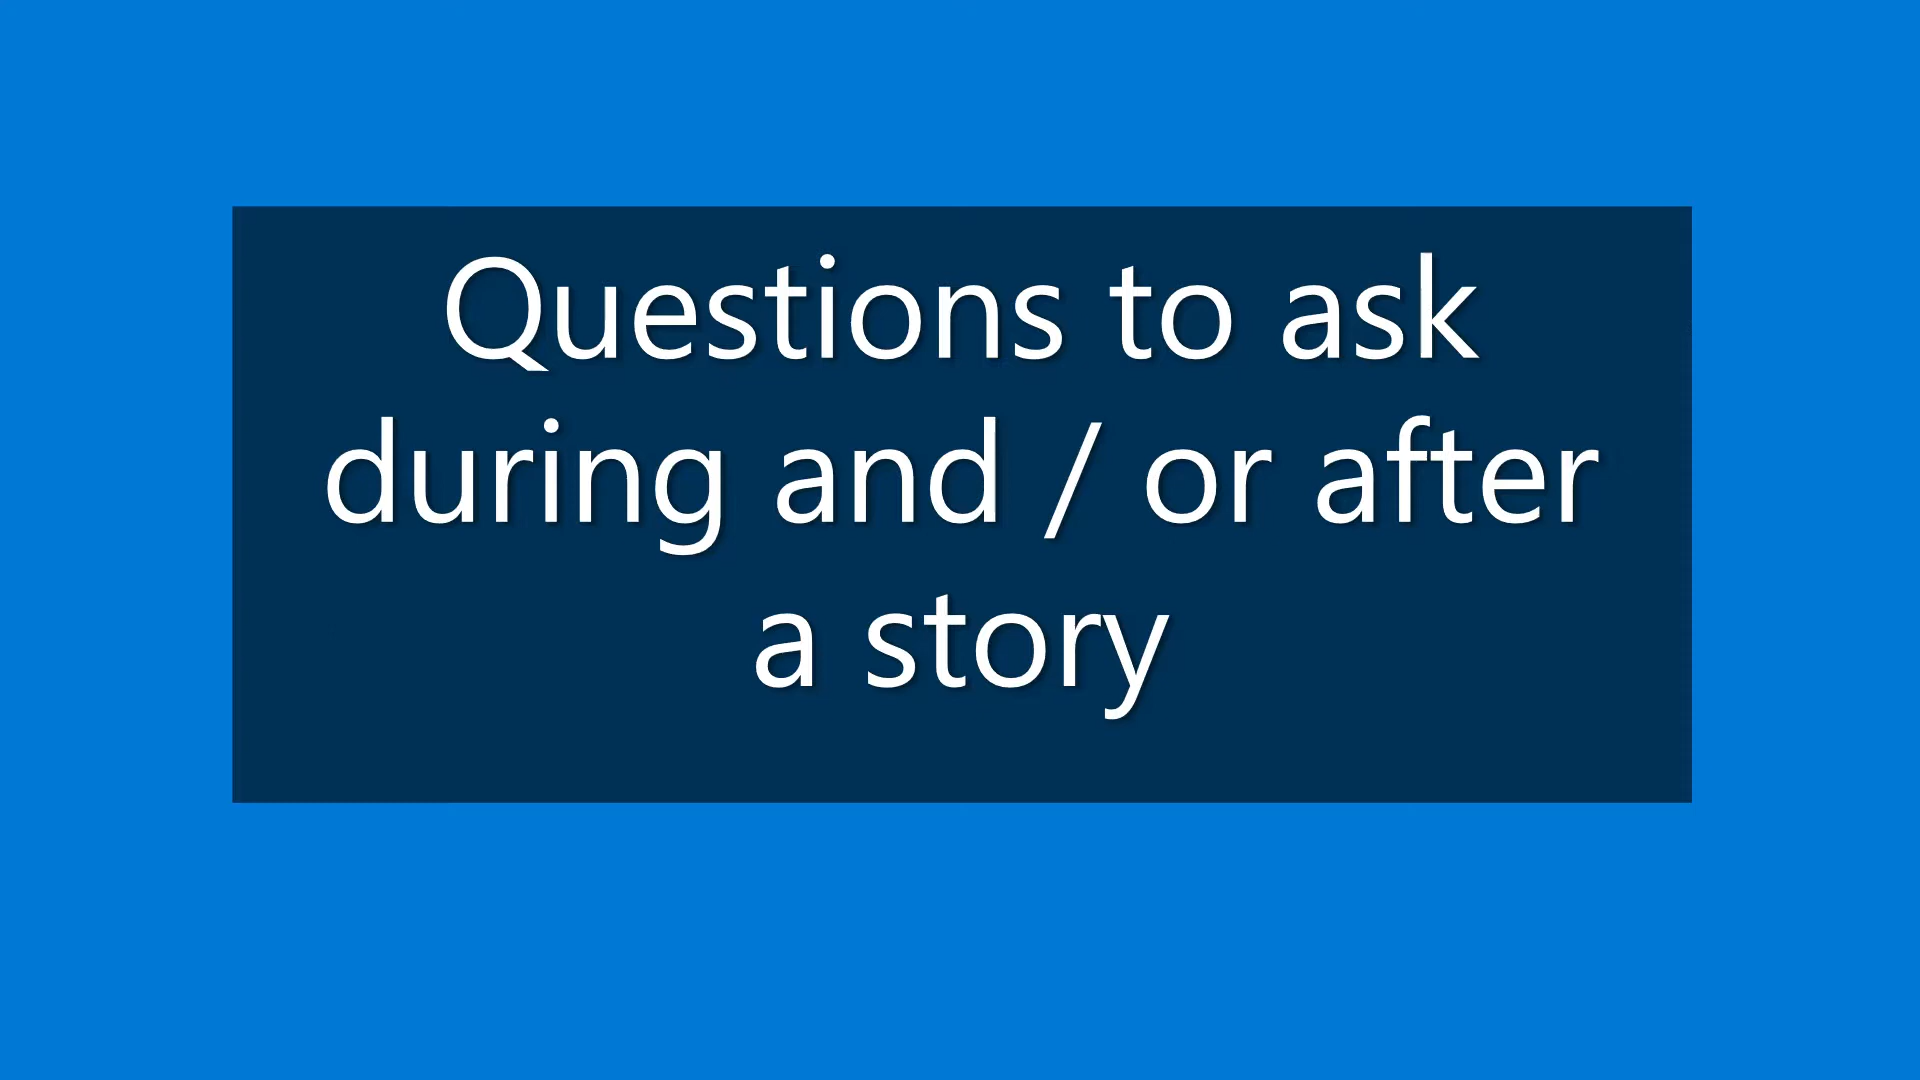 Questions to ask
during and / or after
a story